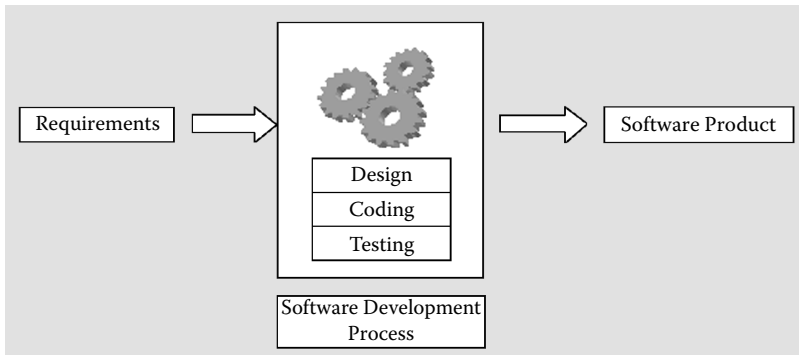 Requirements
Design
Coding
Testing
Software Product
Software Development
Process